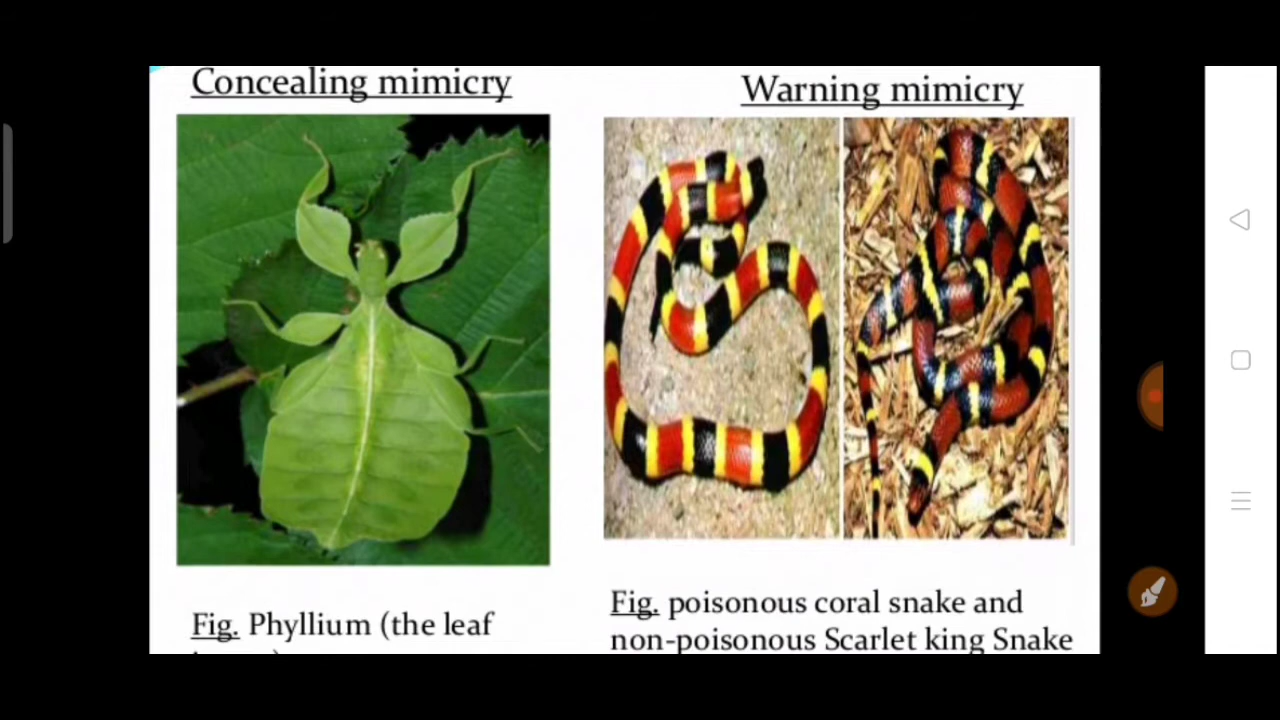 Concealing mimicry
Warning mimicry
Fig. Phyllium (the leaf
Fig. poisonous coral snake and
non-poisonous Scarlet king Snake